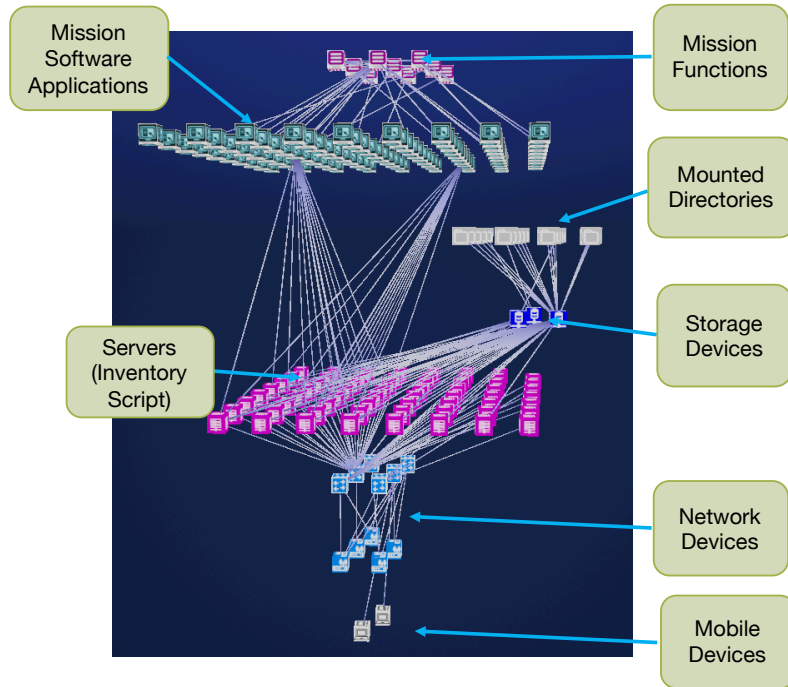 Mission
Software
Applications
Mission
Functions
Mounted
Directories
Storage
Devices
Servers
(Inventory
Script)
Network
Devices
Mobile
Devices